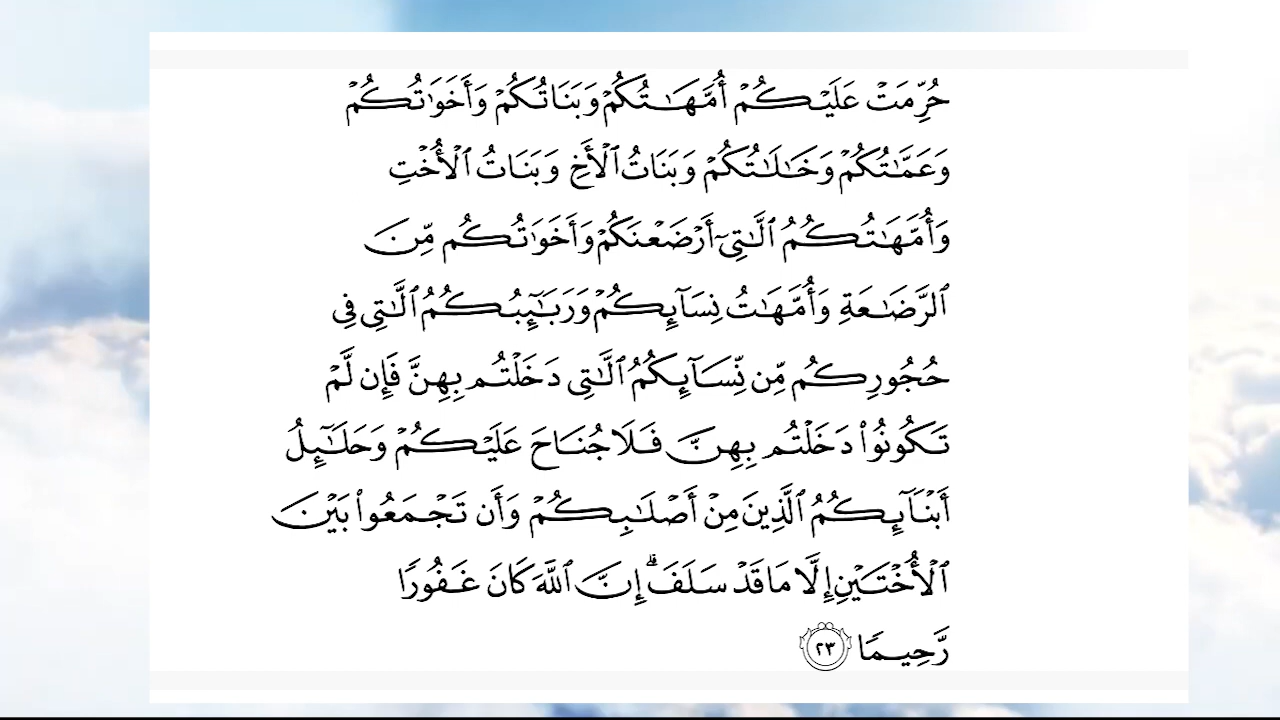 حُرِّمَتۡ عَلَيۡكُمۡ أُمَّهَٰتُكُمۡ وَبَنَاتُكُمۡ وَأَخَوَٰتُكُمۡ
وَعَمَّٰتُكُمۡ وَخَٰلَٰتُكُمۡ وَبَنَاتُ ٱلۡأَخِ وَبَنَاتُ ٱلۡأُخۡتِ
وَأُمَّهَٰتُكُمُ ٱلَّٰتِيٓ أَرۡضَعۡنَكُمۡ وَأَخَوَٰتُكُم مِّنَ
ٱلرَّضَٰعَةِ وَأُمَّهَٰتُ نِسَآئِكُمۡ وَرَبَٰٓئِبُكُمُ ٱلَّٰتِي فِي
حُجُورِكُم مِّن نِّسَآئِكُمُ ٱلَّٰتِي دَخَلۡتُم بِهِنَّ فَإِن لَّمۡ
تَكُونُواْ دَخَلۡتُم بِهِنَّ فَلَا جُنَاحَ عَلَيۡكُمۡ وَحَلَٰٓئِلُ
أَبۡنَآئِكُمُ ٱلَّذِينَ مِنۡ أَصۡلَٰبِكُمۡ وَأَن تَجۡمَعُواْ بَيۡنَ
ٱلۡأُخۡتَيۡنِ إِلَّا مَا قَدۡ سَلَفَۗ إِنَّ ٱللَّهَ كَانَ غَفُورٗا
رَّحِيمٗا ٢٣